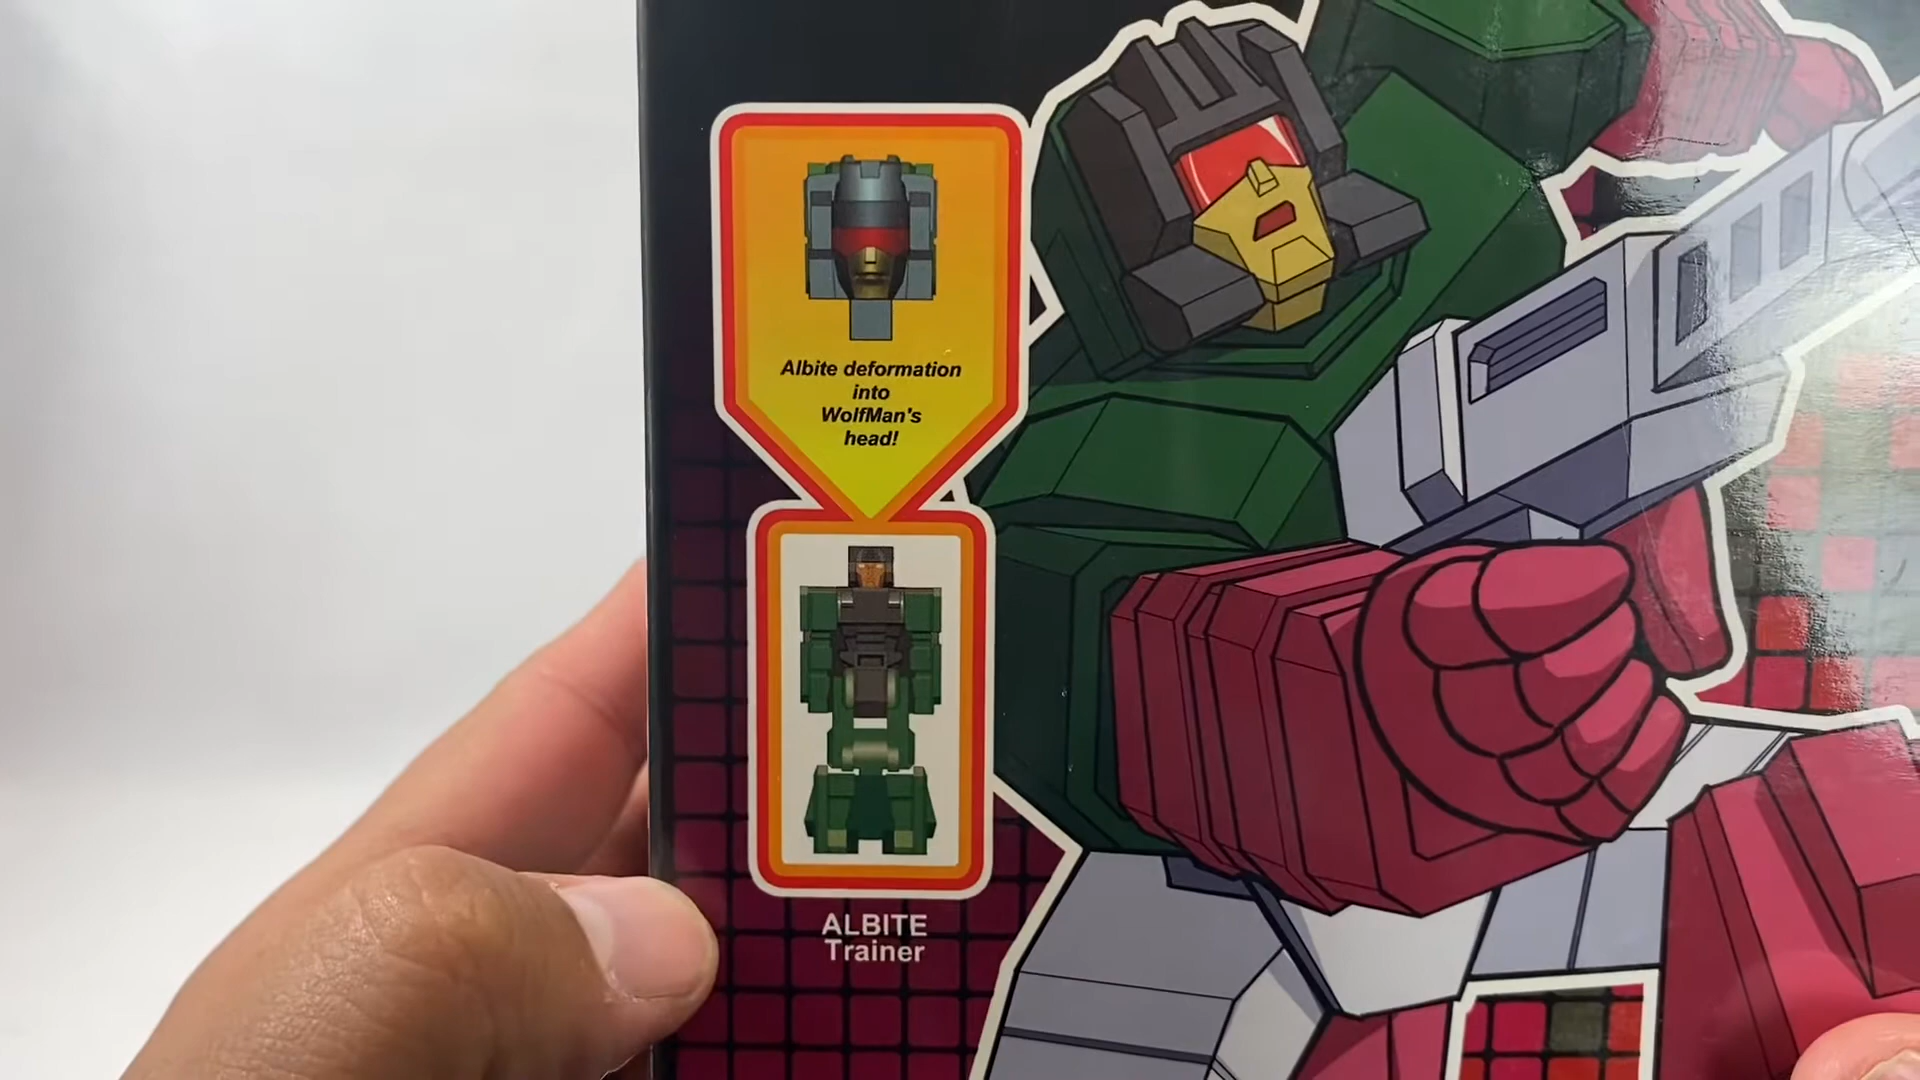 Albite deformation
into
WolfMan's
head!
ALBITE
Trainer